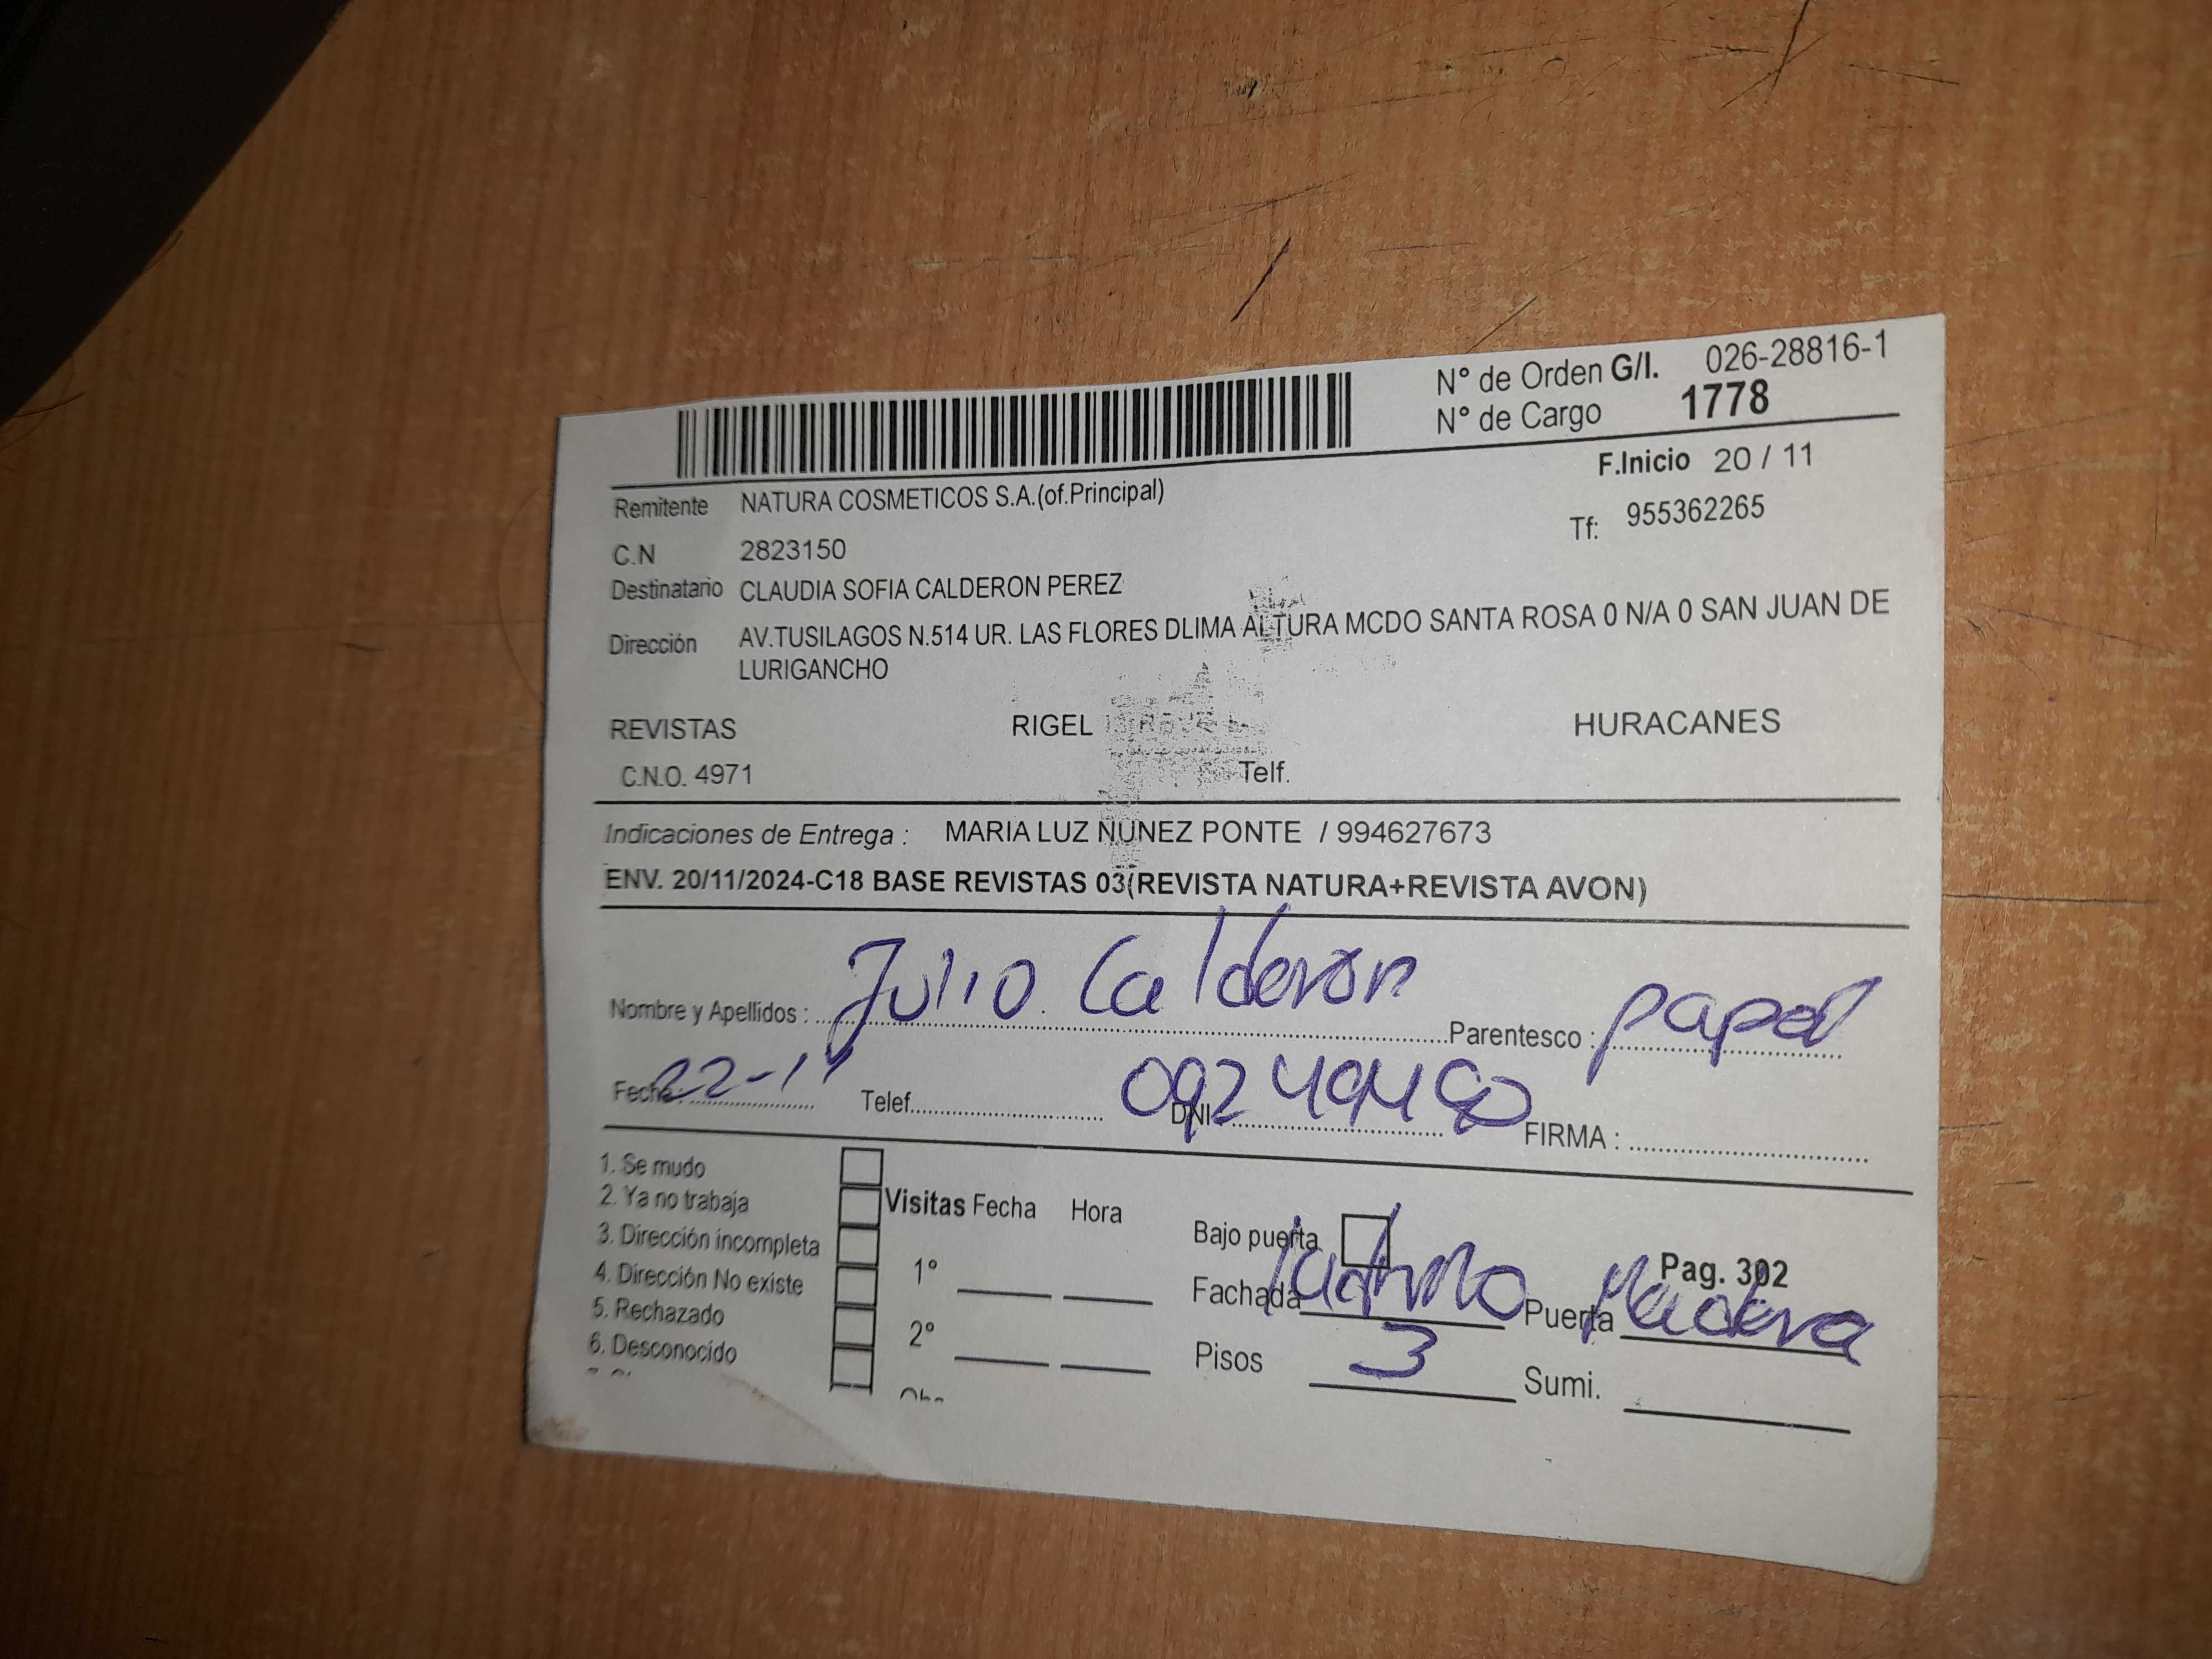 N° de Orden G/I. 026-28816-1
N° de Cargo 1778
F.Inicio 20 / 11
Remitente NATURA COSMETICOS S.A.(of.Principal)
Tf: 955362265
C.N 2823150
Destinatario CLAUDIA SOFIA CALDERON PEREZ
Dirección AV.TUSILAGOS N.514 UR. LAS FLORES DLIMA ALTURA MCDO SANTA ROSA 0 N/A 0 SAN JUAN DE
LURIGANCHO
REVISTAS RIGEL HURACANES
C.N.O. 4971 Telf.
Indicaciones de Entrega : MARIA LUZ NUNEZ PONTE / 994627673
ENV. 20/11/2024-C18 BASE REVISTAS 03(REVISTA NATURA+REVISTA AVON)
Nombre y Apellidos : Julio Calderon Parentesco : papá
Fecha: 22-11 Telef. DNI FIRMA :
1. Se mudo
2. Ya no trabaja Visitas Fecha Hora Bajo puerta
3. Dirección incompleta 1° Pag. 302
4. Dirección No existe Fachada Ladrillo Puerta Madera
5. Rechazado 2°
6. Desconocido Pisos 3 Sumi.